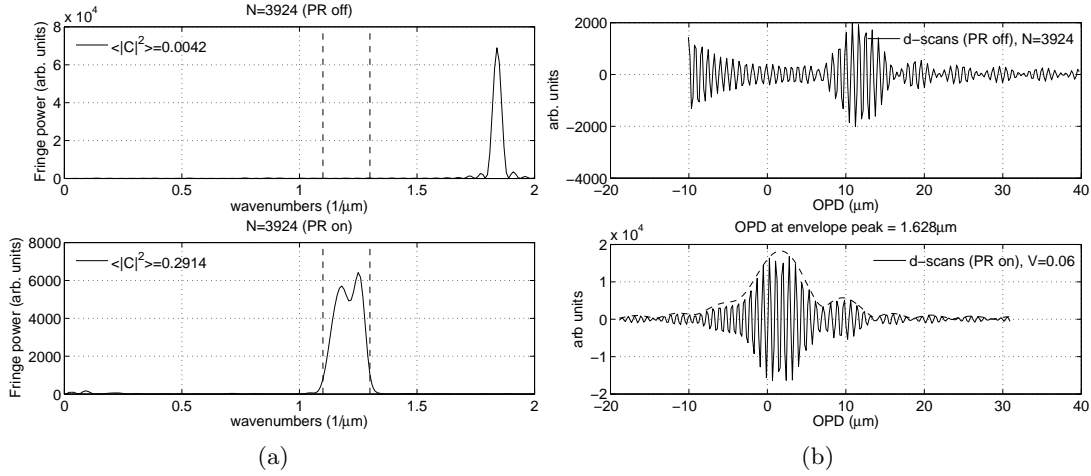 N=3924 (PR off)
x 10^4
<|C|^2>=0.0042
Fringe power (arb. units)
8
6
4
2
0
0 0.5 1 1.5 2
wavenumbers (1/μm)
N=3924 (PR on)
<|C|^2>=0.2914
Fringe power (arb. units)
8000
6000
4000
2000
0
0 0.5 1 1.5 2
wavenumbers (1/μm)
(a)
d-scans (PR off), N=3924
arb. units
2000
0
−2000
−4000
−20 −10 0 10 20 30 40
OPD (μm)
OPD at envelope peak = 1.628μm
x 10^4
d-scans (PR on), V=0.06
arb units
2
1
0
−1
−2
−20 −10 0 10 20 30 40
OPD (μm)
(b)